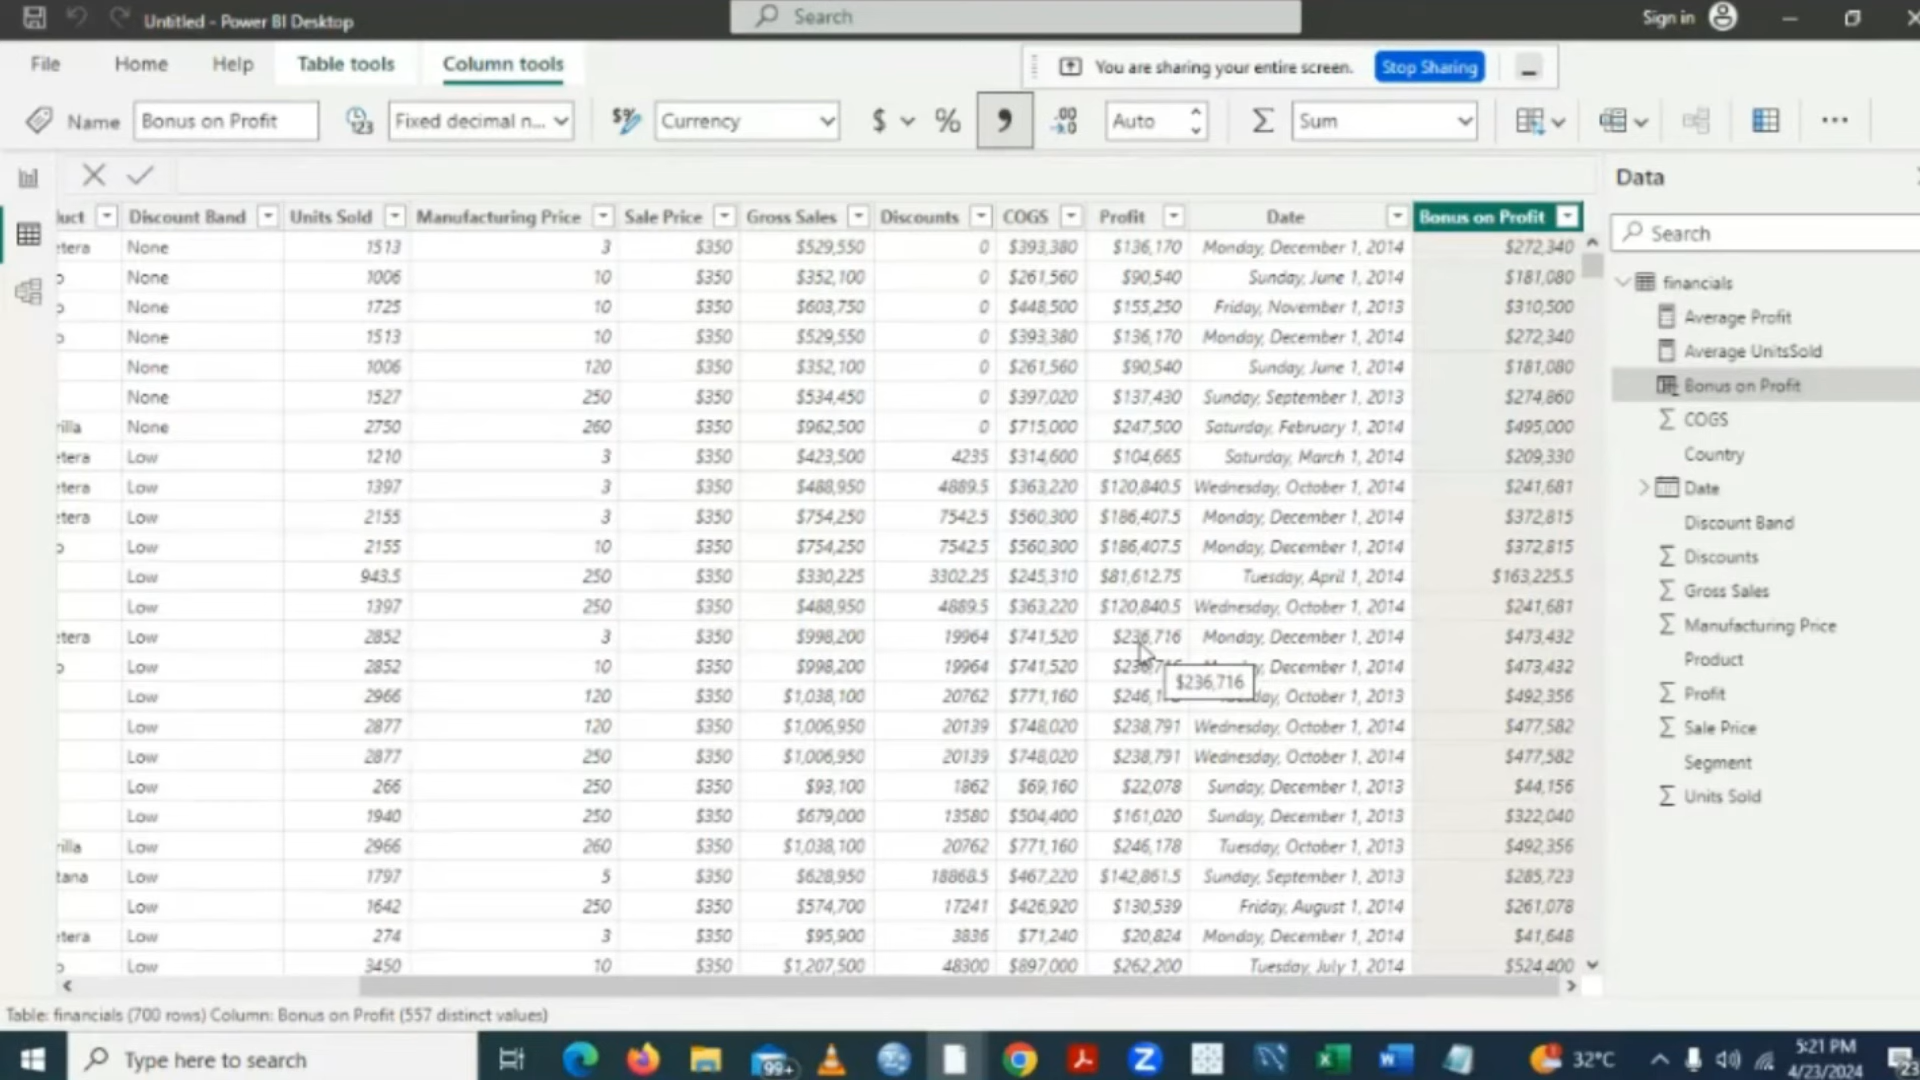 Untitled - Power BI Desktop
Search
Sign in
File Home Help Table tools Column tools
You are sharing your entire screen. Stop Sharing
Name Bonus on Profit Fixed decimal n... Currency $ % Auto Sum
Data
uct Discount Band Units Sold Manufacturing Price Sale Price Gross Sales Discounts COGS Profit Date Bonus on Profit
Search
tera None 1513 3 $350 $529,550 0 $393,380 $136,170 Monday, December 1, 2014 $272,340
o None 1006 10 $350 $352,100 0 $261,560 $90,540 Sunday, June 1, 2014 $181,080
o None 1725 10 $350 $603,750 0 $448,500 $155,250 Friday, November 1, 2013 $310,500
o None 1513 10 $350 $529,550 0 $393,380 $136,170 Monday, December 1, 2014 $272,340
None 1006 120 $350 $352,100 0 $261,560 $90,540 Sunday, June 1, 2014 $181,080
None 1527 250 $350 $534,450 0 $397,020 $137,430 Sunday, September 1, 2013 $274,860
rilla None 2750 260 $350 $962,500 0 $715,000 $247,500 Saturday, February 1, 2014 $495,000
etera Low 1210 3 $350 $423,500 4235 $314,600 $104,665 Saturday, March 1, 2014 $209,330
etera Low 1397 3 $350 $488,950 4889.5 $363,220 $120,840.5 Wednesday, October 1, 2014 $241,681
etera Low 2155 3 $350 $754,250 7542.5 $560,300 $186,407.5 Monday, December 1, 2014 $372,815
o Low 2155 10 $350 $754,250 7542.5 $560,300 $186,407.5 Monday, December 1, 2014 $372,815
Low 943.5 250 $350 $330,225 3302.25 $245,310 $81,612.75 Tuesday, April 1, 2014 $163,225.5
Low 1397 250 $350 $488,950 4889.5 $363,220 $120,840.5 Wednesday, October 1, 2014 $241,681
etera Low 2852 3 $350 $998,200 19964 $741,520 $236,716 Monday, December 1, 2014 $473,432
o Low 2852 10 $350 $998,200 19964 $741,520 December 1, 2014 $473,432
$236,716
Low 2966 120 $350 $1,038,100 20762 $771,160 $246,1 day, October 1, 2013 $492,356
Low 2877 120 $350 $1,006,950 20139 $748,020 $238,791 Wednesday, October 1, 2014 $477,582
Low 2877 250 $350 $1,006,950 20139 $748,020 $238,791 Wednesday, October 1, 2014 $477,582
Low 266 250 $350 $93,100 1862 $69,160 $22,078 Sunday, December 1, 2013 $44,156
Low 1940 250 $350 $679,000 13580 $504,400 $161,020 Sunday, December 1, 2013 $322,040
rilla Low 2966 260 $350 $1,038,100 20762 $771,160 $246,178 Tuesday, October 1, 2013 $492,356
tana Low 1797 5 $350 $628,950 18868.5 $467,220 $142,861.5 Sunday, September 1, 2013 $285,723
Low 1642 250 $350 $574,700 17241 $426,920 $130,539 Friday, August 1, 2014 $261,078
etera Low 274 3 $350 $95,900 3836 $71,240 $20,824 Monday, December 1, 2014 $41,648
o Low 3450 10 $350 $1,207,500 48300 $897,000 $262,200 Tuesday, July 1, 2014 $524,400
financials
Average Profit
Average UnitsSold
Bonus on Profit
COGS
Country
Date
Discount Band
Discounts
Gross Sales
Manufacturing Price
Product
Profit
Sale Price
Segment
Units Sold
Table: financials (700 rows) Column: Bonus on Profit (557 distinct values)
Type here to search
99+
32°C
5:21 PM
4/23/2024
23